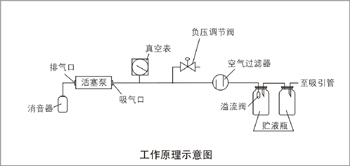 负压调节阀
真空表
空气过滤器
排气口
至吸引管
活塞泵
消音器
吸气口
溢流阀
贮液瓶
工作原理示意图